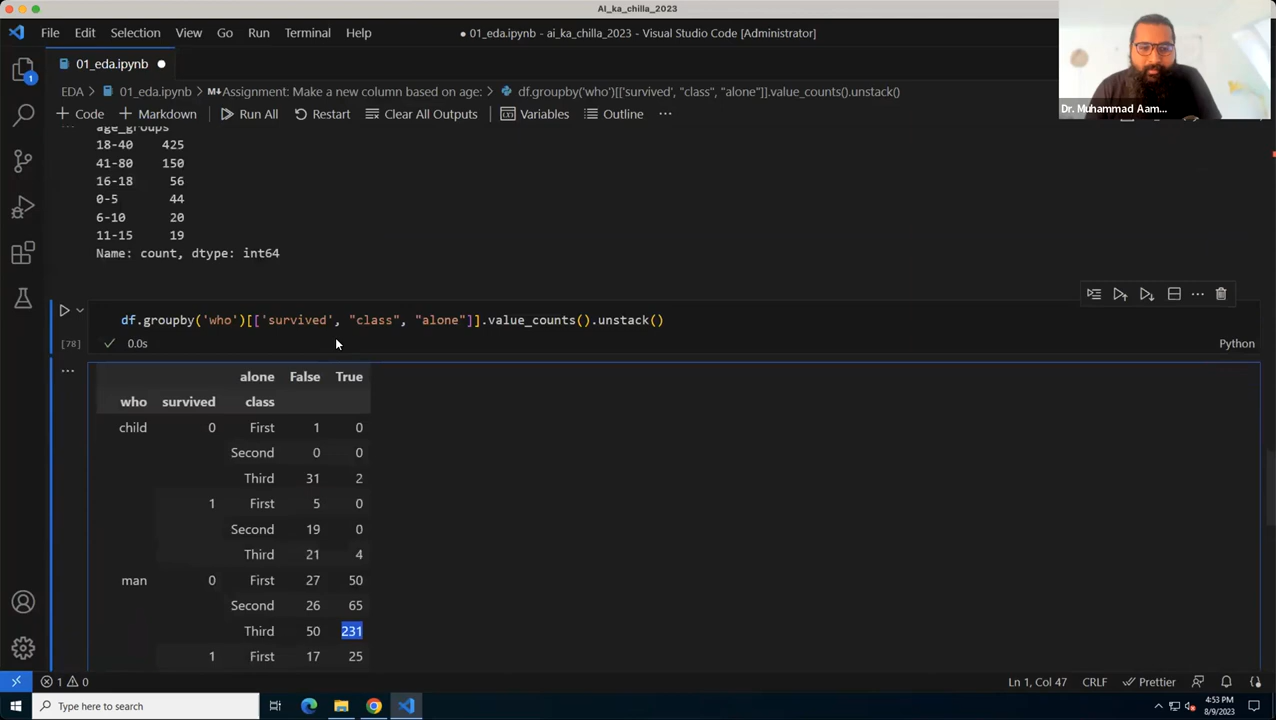 AI_ka_chilla_2023
File Edit Selection View Go Run Terminal Help
● 01_eda.ipynb - ai_ka_chilla_2023 - Visual Studio Code [Administrator]
01_eda.ipynb ●
EDA > 01_eda.ipynb > M↓Assignment: Make a new column based on age: > df.groupby('who')[['survived', "class", "alone"]].value_counts().unstack()
+ Code + Markdown Run All Restart Clear All Outputs Variables Outline ...
Dr. Muhammad Aam...
1
age_groups
18-40 425
41-80 150
16-18 56
0-5 44
6-10 20
11-15 19
Name: count, dtype: int64
df.groupby('who')[['survived', "class", "alone"]].value_counts().unstack()
[78] ✓ 0.0s Python
alone False True
who survived class
child 0 First 1 0
Second 0 0
Third 31 2
1 First 5 0
Second 19 0
Third 21 4
man 0 First 27 50
Second 26 65
Third 50 231
1 First 17 25
1 0 Ln 1, Col 47 CRLF Prettier
Type here to search
4:53 PM
8/9/2023